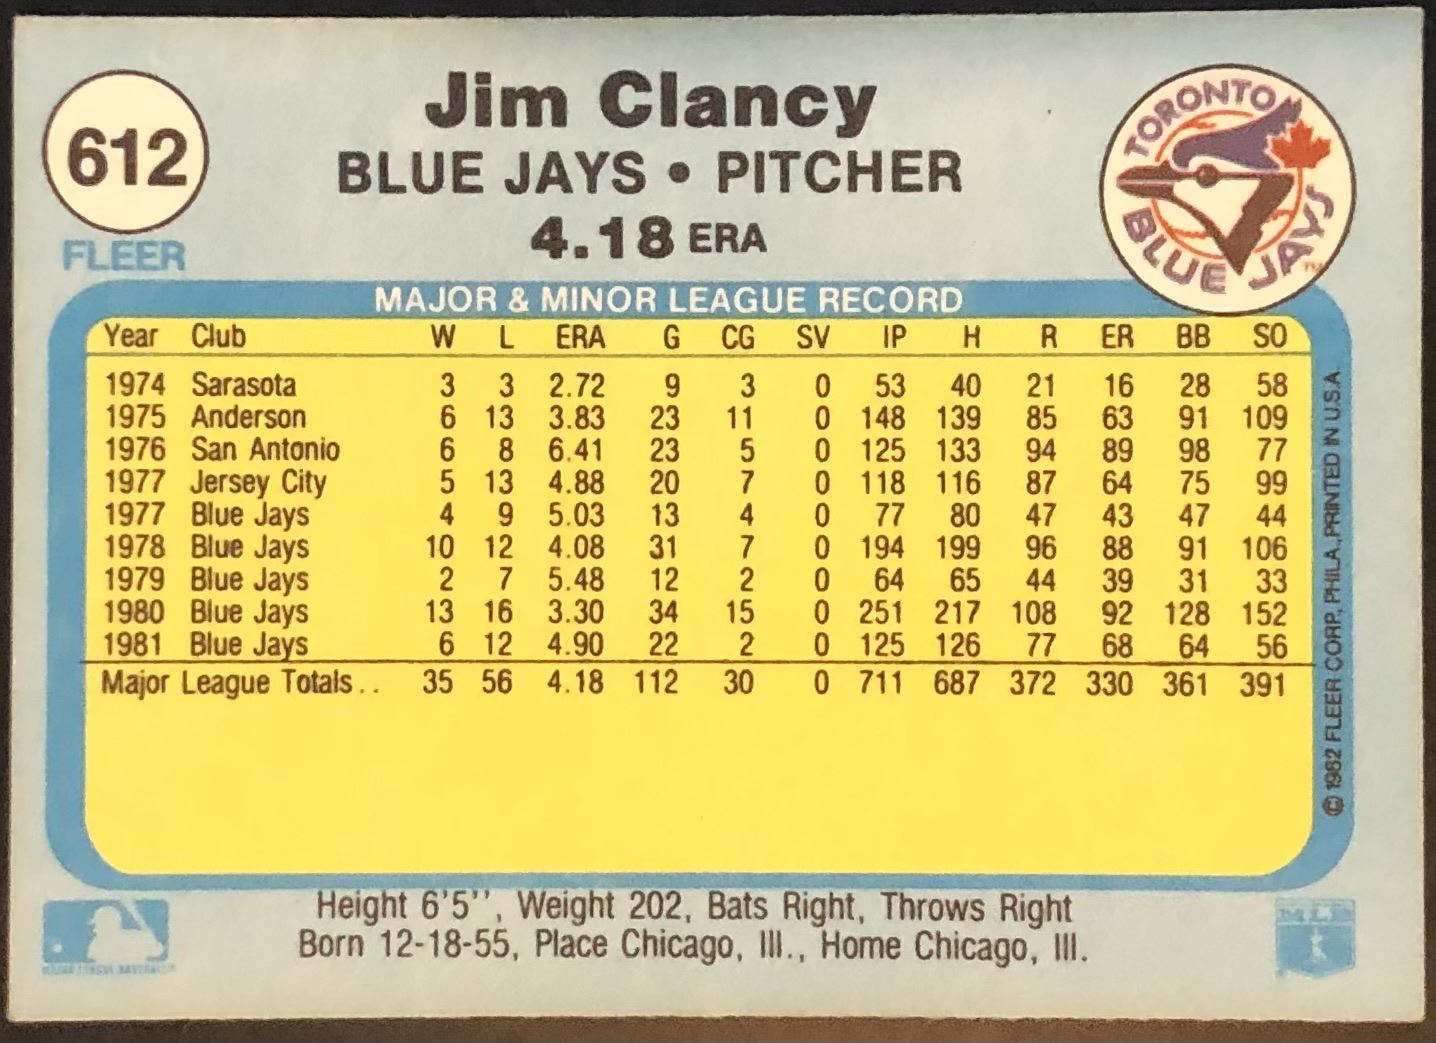 612
FLEER
Jim Clancy
BLUE JAYS • PITCHER
4.18 ERA
TORONTO
BLUE JAYS
TM
MAJOR & MINOR LEAGUE RECORD
Year Club W L ERA G CG SV IP H R ER BB SO
1974 Sarasota 3 3 2.72 9 3 0 53 40 21 16 28 58
1975 Anderson 6 13 3.83 23 11 0 148 139 85 63 91 109
1976 San Antonio 6 8 6.41 23 5 0 125 133 94 89 98 77
1977 Jersey City 5 13 4.88 20 7 0 118 116 87 64 75 99
1977 Blue Jays 4 9 5.03 13 4 0 77 80 47 43 47 44
1978 Blue Jays 10 12 4.08 31 7 0 194 199 96 88 91 106
1979 Blue Jays 2 7 5.48 12 2 0 64 65 44 39 31 33
1980 Blue Jays 13 16 3.30 34 15 0 251 217 108 92 128 152
1981 Blue Jays 6 12 4.90 22 2 0 125 126 77 68 64 56
Major League Totals.. 35 56 4.18 112 30 0 711 687 372 330 361 391
© 1982 FLEER CORP., PHILA., PRINTED IN U.S.A.
Height 6'5'', Weight 202, Bats Right, Throws Right
Born 12-18-55, Place Chicago, Ill., Home Chicago, Ill.
MAJOR LEAGUE BASEBALL